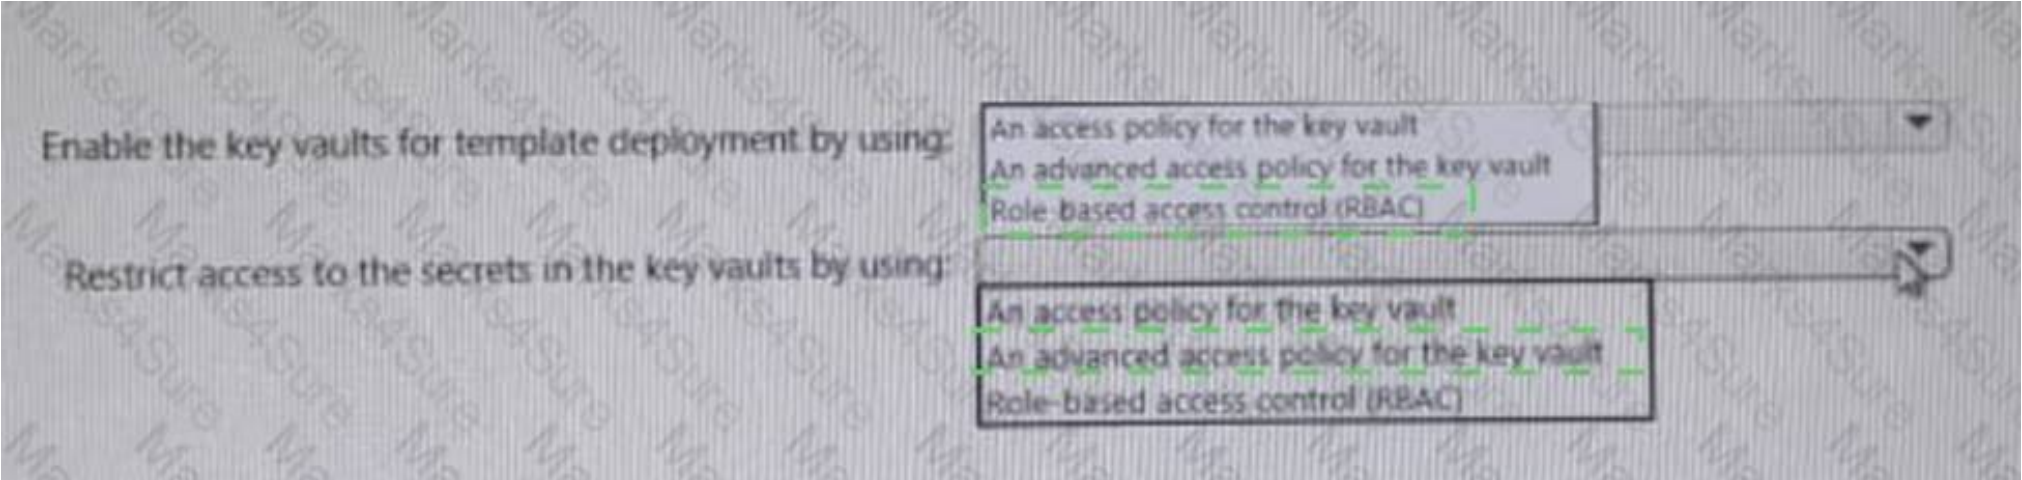 Enable the key vaults for template deployment by using:
An access policy for the key vault
An advanced access policy for the key vault
Role-based access control (RBAC)
Restrict access to the secrets in the key vaults by using:
An access policy for the key vault
An advanced access policy for the key vault
Role-based access control (RBAC)
Marks4Sure